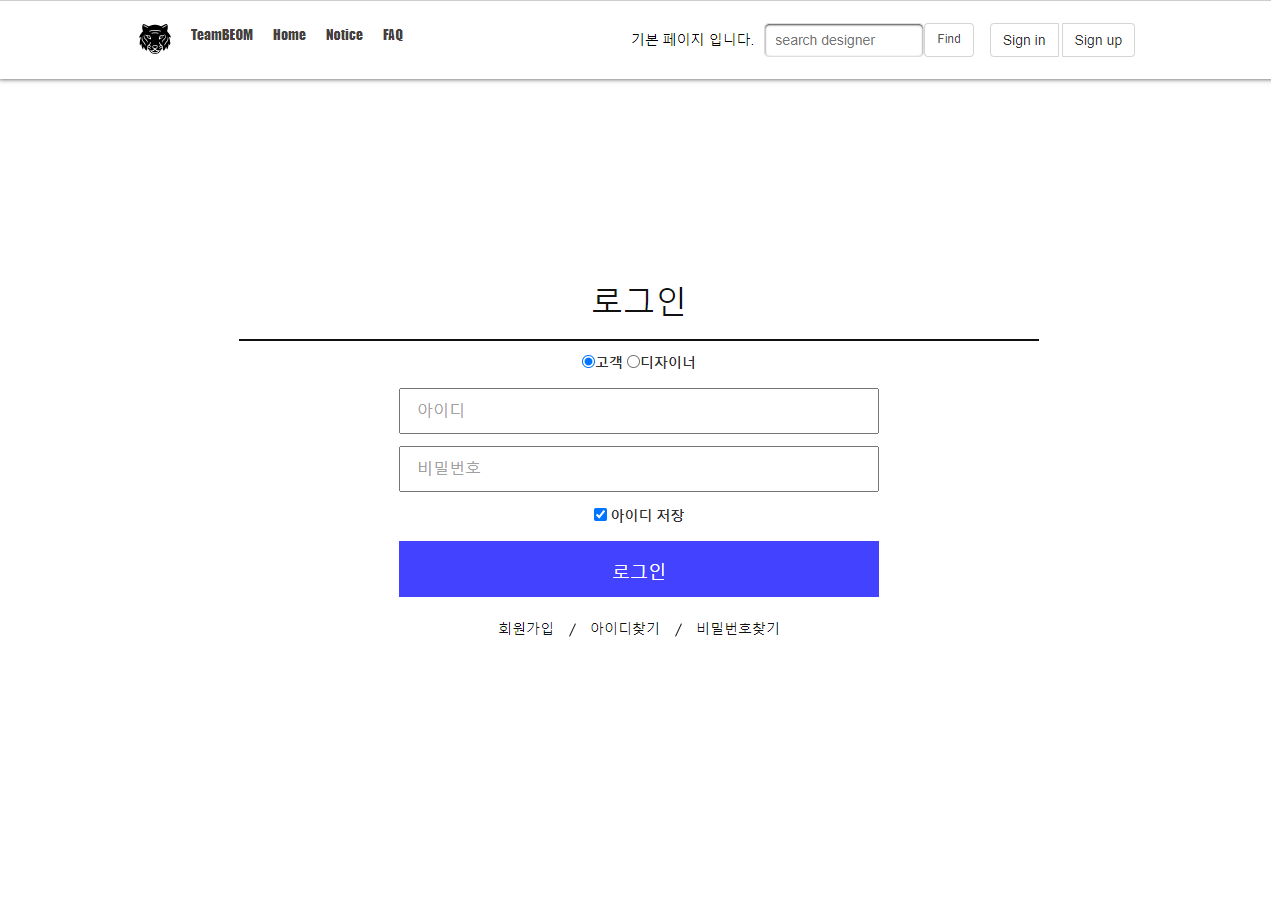 TeamBEOM Home Notice FAQ 기본 페이지 입니다. search designer Find Sign in Sign up
로그인
고객 디자이너
아이디
비밀번호
아이디 저장
로그인
회원가입 / 아이디찾기 / 비밀번호찾기